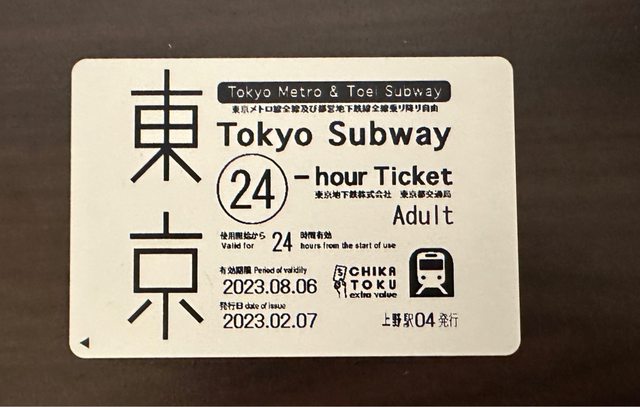 東京
Tokyo Metro & Toei Subway
東京メトロ線全線及び都営地下鉄線全線乗り降り自由
Tokyo Subway
24-hour Ticket
東京地下鉄株式会社 東京都交通局
Adult
使用開始から 24 時間有効
Valid for hours from the start of use
有効期限 Period of validity
2023.08.06
CHIKA
TOKU
extra value
発行日 date of issue
2023.02.07
上野駅04発行